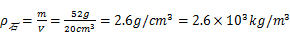 ρ石 = m/v = 52g/20cm³ = 2.6g/cm³ = 2.6 × 10³kg/m³